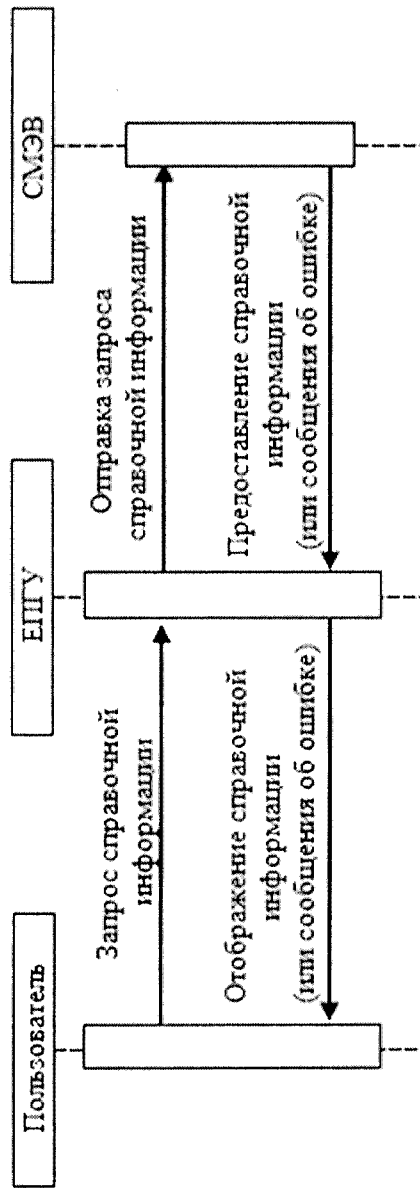 Пользователь
ЕПГУ
СМЭВ
Запрос справочной
информации
Отправка запроса
справочной информации
Предоставление справочной
информации
(или сообщения об ошибке)
Отображение справочной
информации
(или сообщения об ошибке)